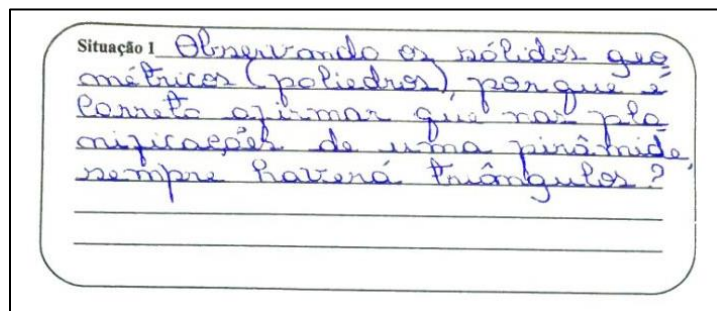 Situação 1 Observando os sólidos geo
métricos (poliedros), porque é
correto afirmar que nas pla
nificações de uma pirâmide,
sempre haverá triângulos?